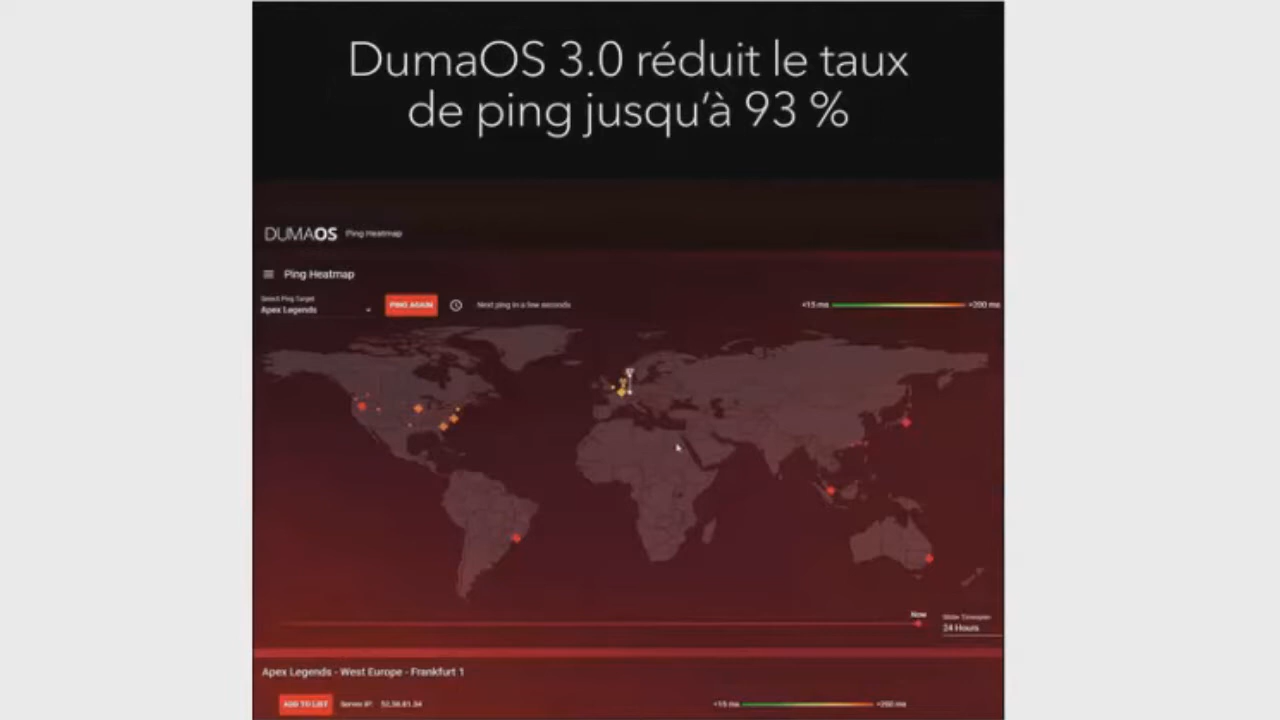 DumaOS 3.0 réduit le taux
de ping jusqu'à 93 %
DUMAOS Ping Heatmap
Ping Heatmap
Select Ping Target
Apex Legends
PING AGAIN
Next ping in a few seconds
<15 ms
>200 ms
Now
24 Hours
Apex Legends - West Europe - Frankfurt 1
ADD TO LIST
Server IP:
<15 ms
>200 ms